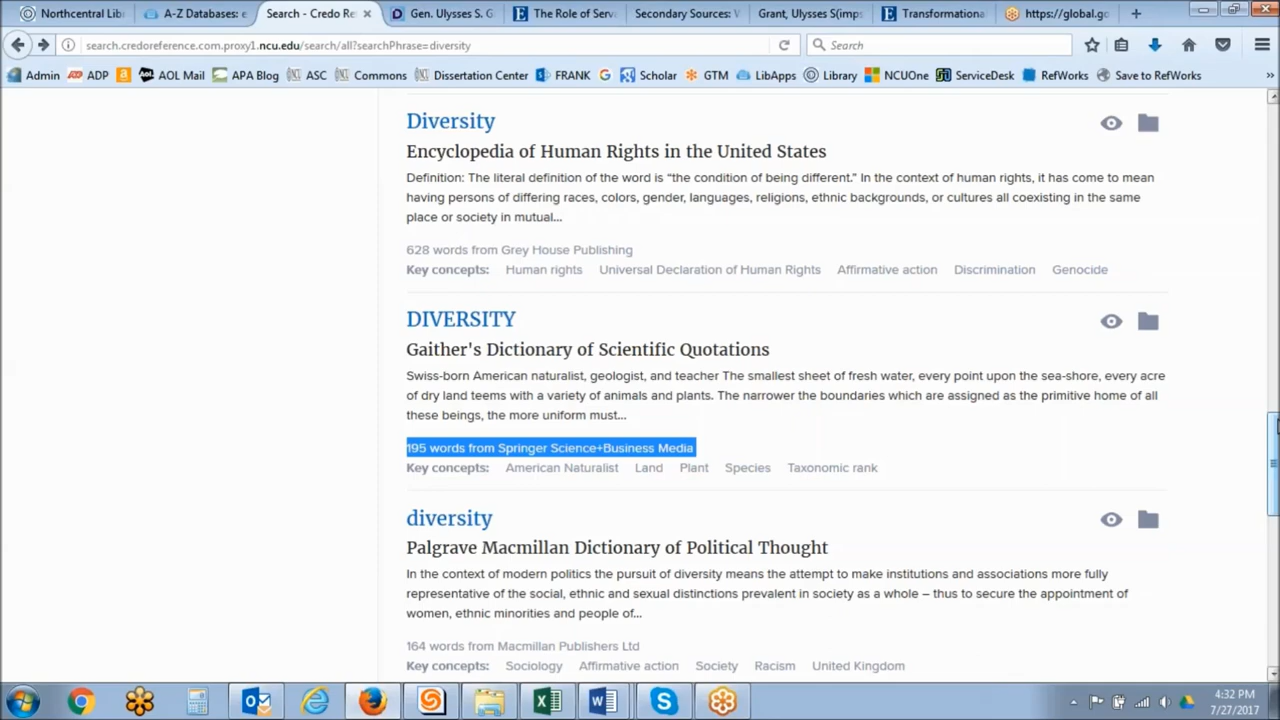 Northcentral Lib
A-Z Databases: e
Search - Credo Re
Gen. Ulysses S. G
The Role of Serv
Secondary Sources: W
Grant, Ulysses S(imps
Transformationa
https://global.go
search.credoreference.com.proxy1.ncu.edu/search/all?searchPhrase=diversity
Search
Admin ADP AOL Mail APA Blog ASC Commons Dissertation Center FRANK Scholar GTM LibApps Library NCUOne ServiceDesk RefWorks Save to RefWorks
Diversity
Encyclopedia of Human Rights in the United States
Definition: The literal definition of the word is “the condition of being different.” In the context of human rights, it has come to mean
having persons of differing races, colors, gender, languages, religions, ethnic backgrounds, or cultures all coexisting in the same
place or society in mutual...
628 words from Grey House Publishing
Key concepts: Human rights Universal Declaration of Human Rights Affirmative action Discrimination Genocide
DIVERSITY
Gaither's Dictionary of Scientific Quotations
Swiss-born American naturalist, geologist, and teacher The smallest sheet of fresh water, every point upon the sea-shore, every acre
of dry land teems with a variety of animals and plants. The narrower the boundaries which are assigned as the primitive home of all
these beings, the more uniform must...
195 words from Springer Science+Business Media
Key concepts: American Naturalist Land Plant Species Taxonomic rank
diversity
Palgrave Macmillan Dictionary of Political Thought
In the context of modern politics the pursuit of diversity means the attempt to make institutions and associations more fully
representative of the social, ethnic and sexual distinctions prevalent in society as a whole – thus to secure the appointment of
women, ethnic minorities and people of...
164 words from Macmillan Publishers Ltd
Key concepts: Sociology Affirmative action Society Racism United Kingdom
4:32 PM
7/27/2017